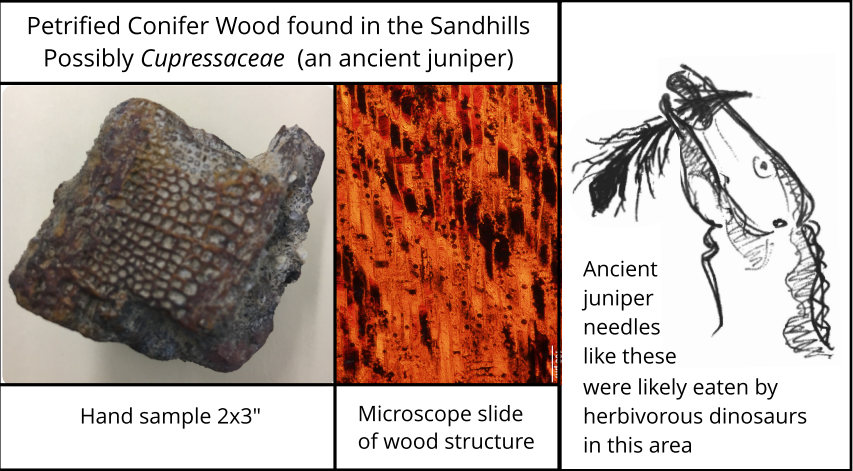 Petrified Conifer Wood found in the Sandhills
Possibly Cupressaceae (an ancient juniper)
Hand sample 2x3"
Microscope slide
of wood structure
Ancient
juniper
needles
like these
were likely eaten by
herbivorous dinosaurs
in this area